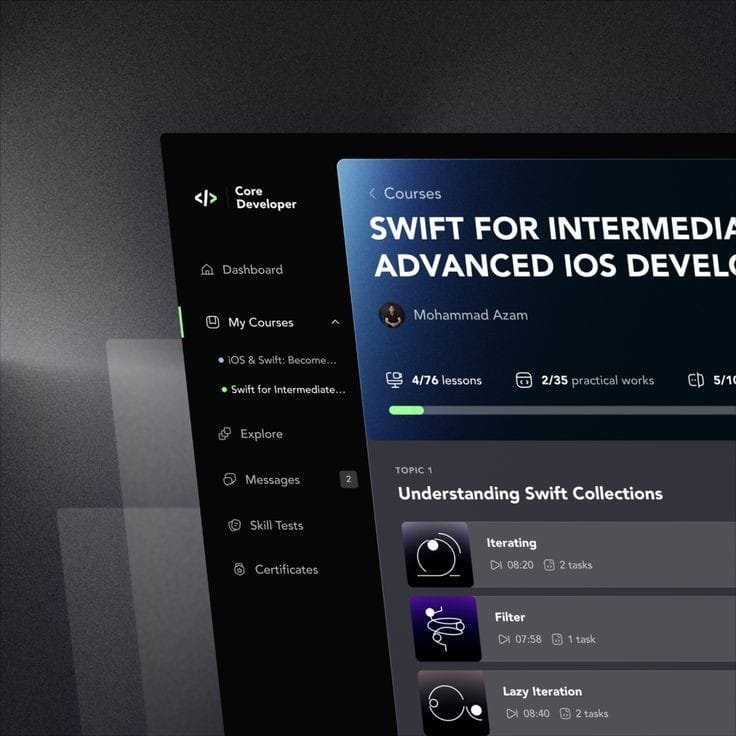 </>
Core
Developer
Dashboard
My Courses
iOS & Swift: Become...
Swift for Intermediate...
Explore
Messages
2
Skill Tests
Certificates
< Courses
SWIFT FOR INTERMEDIA
ADVANCED IOS DEVELO
Mohammad Azam
4/76 lessons
2/35 practical works
5/10
TOPIC 1
Understanding Swift Collections
Iterating
08:20
2 tasks
Filter
07:58
1 task
Lazy Iteration
08:40
2 tasks